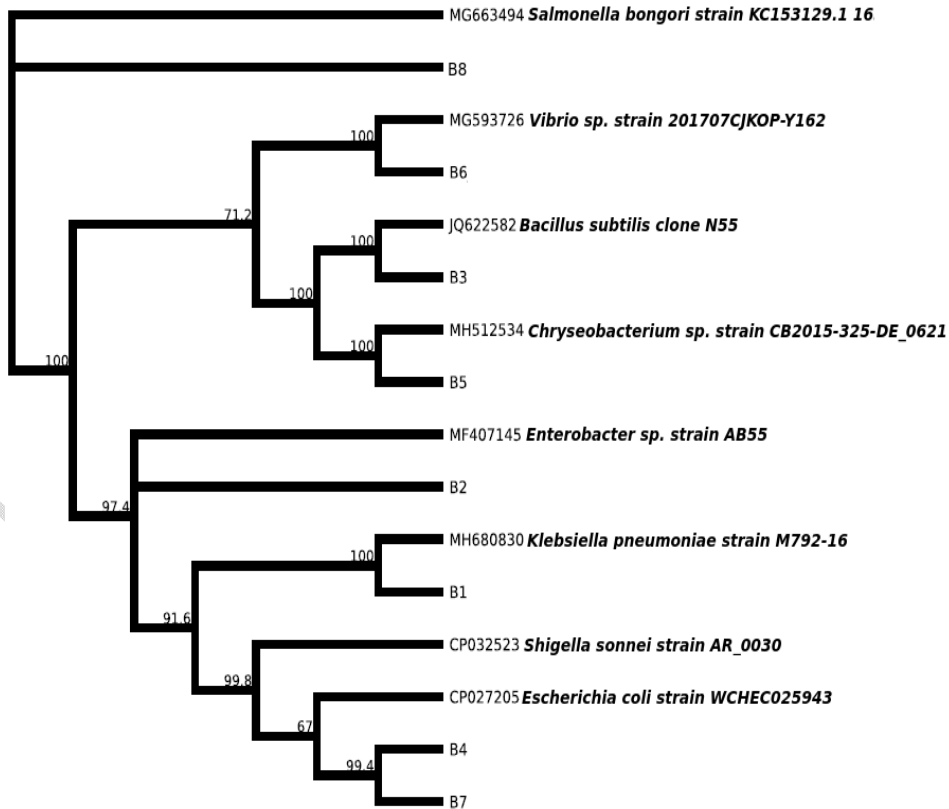 MG663494 Salmonella bongori strain KC153129.1 16
B8
MG593726 Vibrio sp. strain 201707CJKOP-Y162
100
B6
71.2
JQ622582 Bacillus subtilis clone N55
100
B3
100
MH512534 Chryseobacterium sp. strain CB2015-325-DE_0621
100
100
B5
MF407145 Enterobacter sp. strain AB55
B2
97.4
MH680830 Klebsiella pneumoniae strain M792-16
100
B1
91.6
CP032523 Shigella sonnei strain AR_0030
99.8
CP027205 Escherichia coli strain WCHEC025943
67
B4
99.4
B7